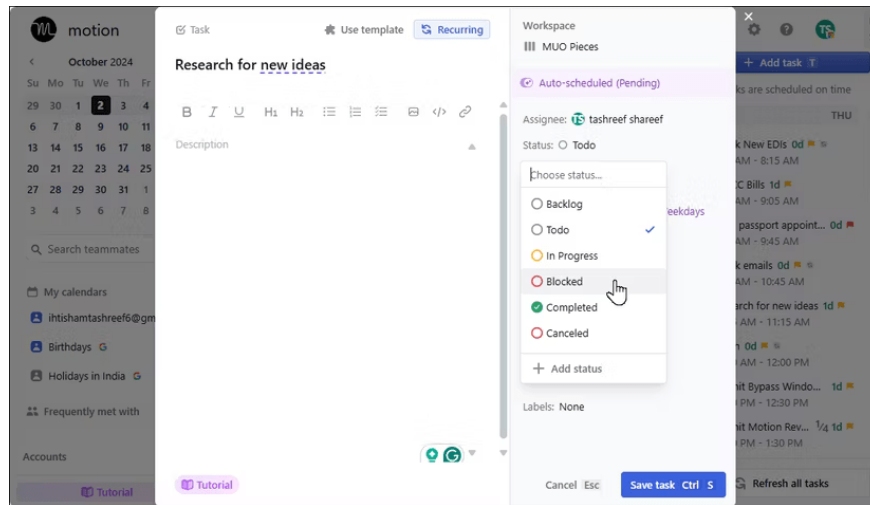 motion
October 2024
Su Mo Tu We Th Fr
29 30 1 2 3 4
6 7 8 9 10 11
13 14 15 16 17 18
20 21 22 23 24 25
27 28 29 30 31 1
3 4 5 6 7 8
Search teammates
My calendars
ihtishamtashreef6@gm
Birthdays G
Holidays in India G
Frequently met with
Accounts
Tutorial
Task
Use template
Recurring
Research for new ideas
B I U H1 H2 </>
Description
Tutorial
Workspace
MUO Pieces
Auto-scheduled (Pending)
Assignee: TS tashreef shareef
Status: Todo
Choose status...
Backlog
Todo
In Progress
Blocked
Completed
Canceled
+ Add status
eekdays
Labels: None
Cancel Esc
Save task Ctrl S
TS
+ Add task T
ks are scheduled on time
THU
k New EDIs 0d
AM - 8:15 AM
C Bills 1d
AM - 9:05 AM
passport appoint... 0d
AM - 9:45 AM
k emails 0d
AM - 10:45 AM
arch for new ideas 1d
AM - 11:15 AM
0d
AM - 12:00 PM
it Bypass Windo... 1d
PM - 12:30 PM
it Motion Rev... 1/4 1d
PM - 1:30 PM
Refresh all tasks